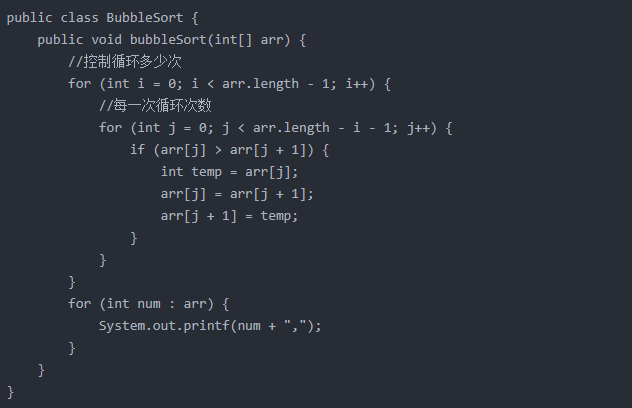 public class BubbleSort {
    public void bubbleSort(int[] arr) {
        //控制循环多少次
        for (int i = 0; i < arr.length - 1; i++) {
            //每一次循环次数
            for (int j = 0; j < arr.length - i - 1; j++) {
                if (arr[j] > arr[j + 1]) {
                    int temp = arr[j];
                    arr[j] = arr[j + 1];
                    arr[j + 1] = temp;
                }
            }
        }
        for (int num : arr) {
            System.out.printf(num + ",");
        }
    }
}